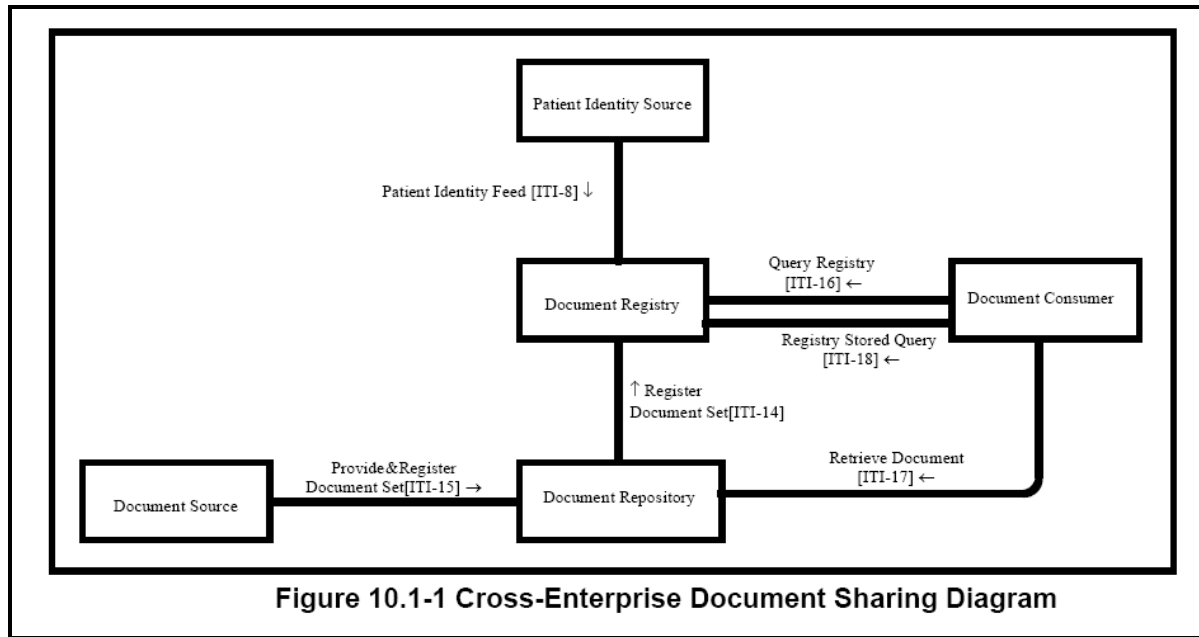 Patient Identity Source
Patient Identity Feed [ITI-8] ↓
Query Registry
[ITI-16] ←
Document Registry
Document Consumer
Registry Stored Query
[ITI-18] ←
↑ Register
Document Set[ITI-14]
Provide&Register
Document Set[ITI-15] →
Retrieve Document
[ITI-17] ←
Document Source
Document Repository
Figure 10.1-1 Cross-Enterprise Document Sharing Diagram